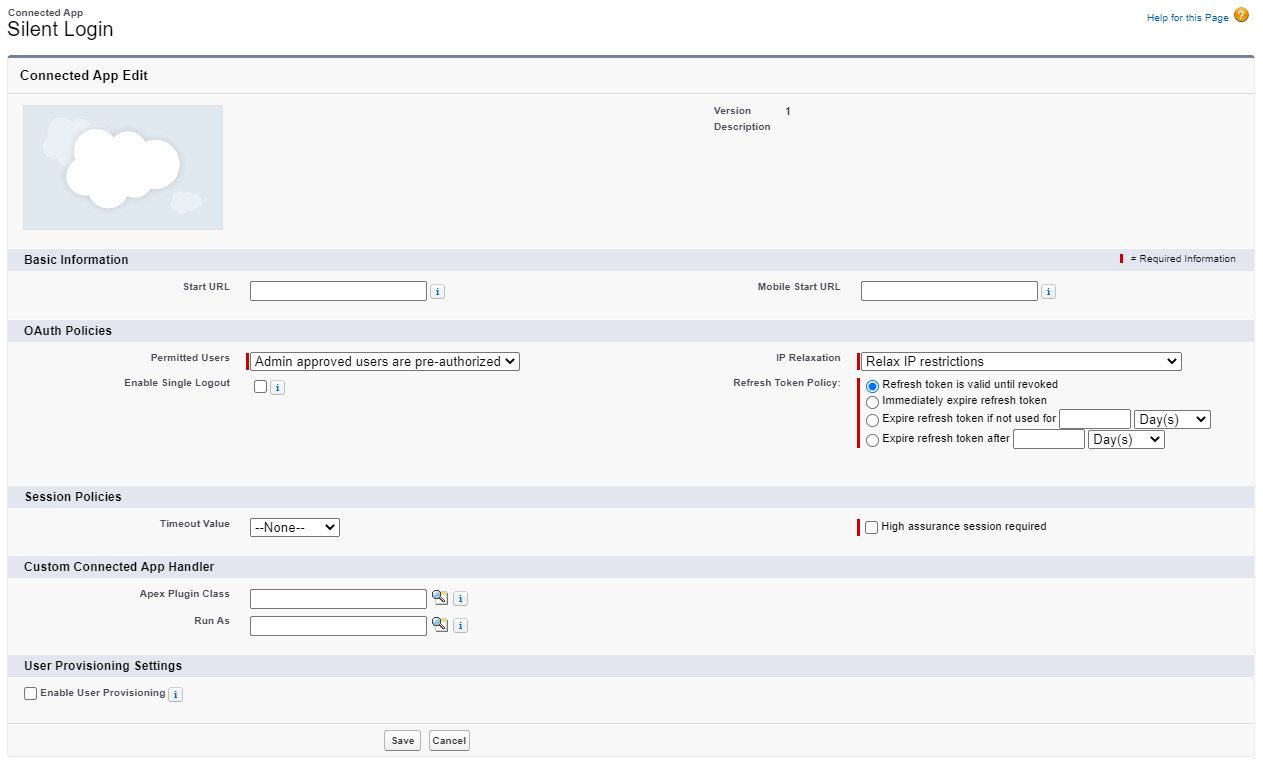 Connected App
Silent Login
Help for this Page ?
Connected App Edit
Version 1
Description
Basic Information
= Required Information
Start URL i
Mobile Start URL i
OAuth Policies
Permitted Users Admin approved users are pre-authorized
IP Relaxation Relax IP restrictions
Enable Single Logout i
Refresh Token Policy: Refresh token is valid until revoked
Immediately expire refresh token
Expire refresh token if not used for Day(s)
Expire refresh token after Day(s)
Session Policies
Timeout Value --None--
High assurance session required
Custom Connected App Handler
Apex Plugin Class i
Run As i
User Provisioning Settings
Enable User Provisioning i
Save Cancel